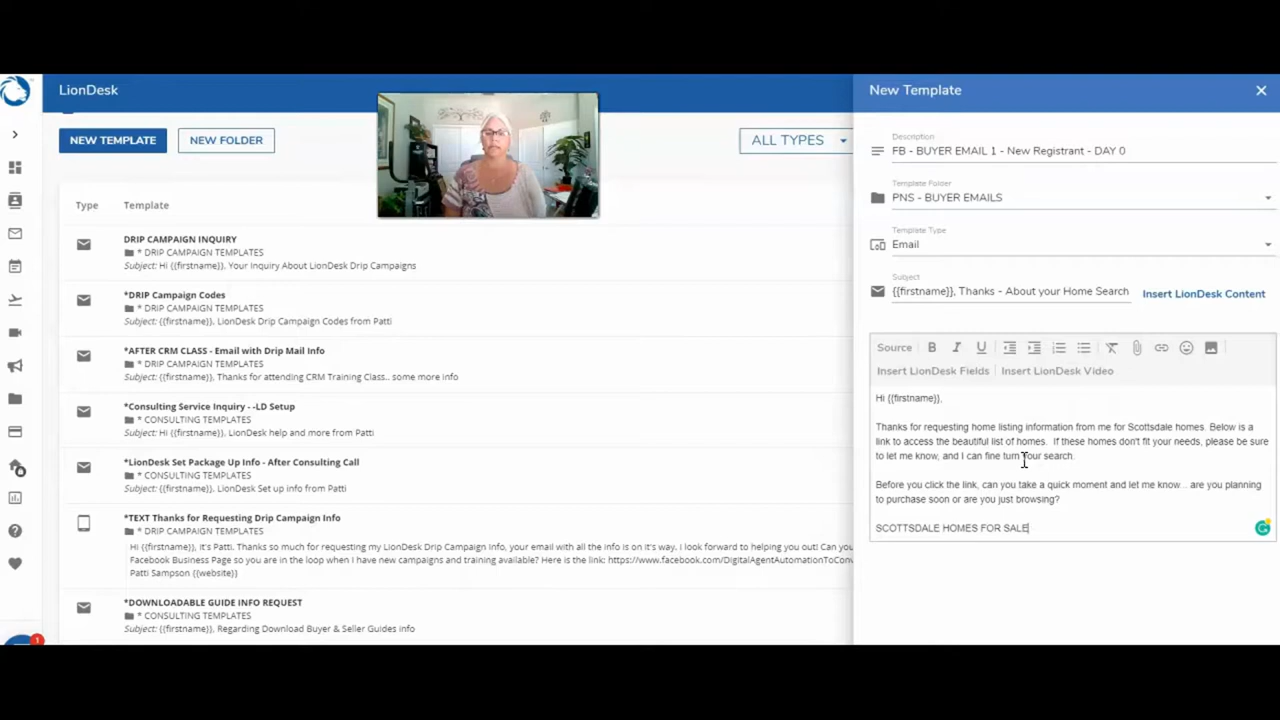 LionDesk
NEW TEMPLATE
NEW FOLDER
ALL TYPES
Type
Template
DRIP CAMPAIGN INQUIRY
* DRIP CAMPAIGN TEMPLATES
Subject: Hi {{firstname}}, Your Inquiry About LionDesk Drip Campaigns
*DRIP Campaign Codes
* DRIP CAMPAIGN TEMPLATES
Subject: {{firstname}}, LionDesk Drip Campaign Codes from Patti
*AFTER CRM CLASS - Email with Drip Mail Info
* DRIP CAMPAIGN TEMPLATES
Subject: {{firstname}}, Thanks for attending CRM Training Class.. some more info
*Consulting Service Inquiry - -LD Setup
* CONSULTING TEMPLATES
Subject: Hi {{firstname}}, LionDesk help and more from Patti
*LionDesk Set Package Up Info - After Consulting Call
* CONSULTING TEMPLATES
Subject: {{firstname}}, LionDesk Set up info from Patti
*TEXT Thanks for Requesting Drip Campaign Info
* DRIP CAMPAIGN TEMPLATES
Hi {{firstname}}, it's Patti. Thanks so much for requesting my LionDesk Drip Campaign Info, your email with all the info is on it's way. I look forward to helping you out! Can you
Facebook Business Page so you are in the loop when I have new campaigns and training available? Here is the link: https://www.facebook.com/DigitalAgentAutomationToConv
Patti Sampson {{website}}
*DOWNLOADABLE GUIDE INFO REQUEST
* CONSULTING TEMPLATES
Subject: {{firstname}}, Regarding Download Buyer & Seller Guides info
1
New Template
Description
FB - BUYER EMAIL 1 - New Registrant - DAY 0
Template Folder
PNS - BUYER EMAILS
Template Type
Email
Subject
{{firstname}}, Thanks - About your Home Search
Insert LionDesk Content
Source B I U
Insert LionDesk Fields Insert LionDesk Video
Hi {{firstname}},
Thanks for requesting home listing information from me for Scottsdale homes. Below is a
link to access the beautiful list of homes. If these homes don't fit your needs, please be sure
to let me know, and I can fine turn your search.
Before you click the link, can you take a quick moment and let me know... are you planning
to purchase soon or are you just browsing?
SCOTTSDALE HOMES FOR SALE